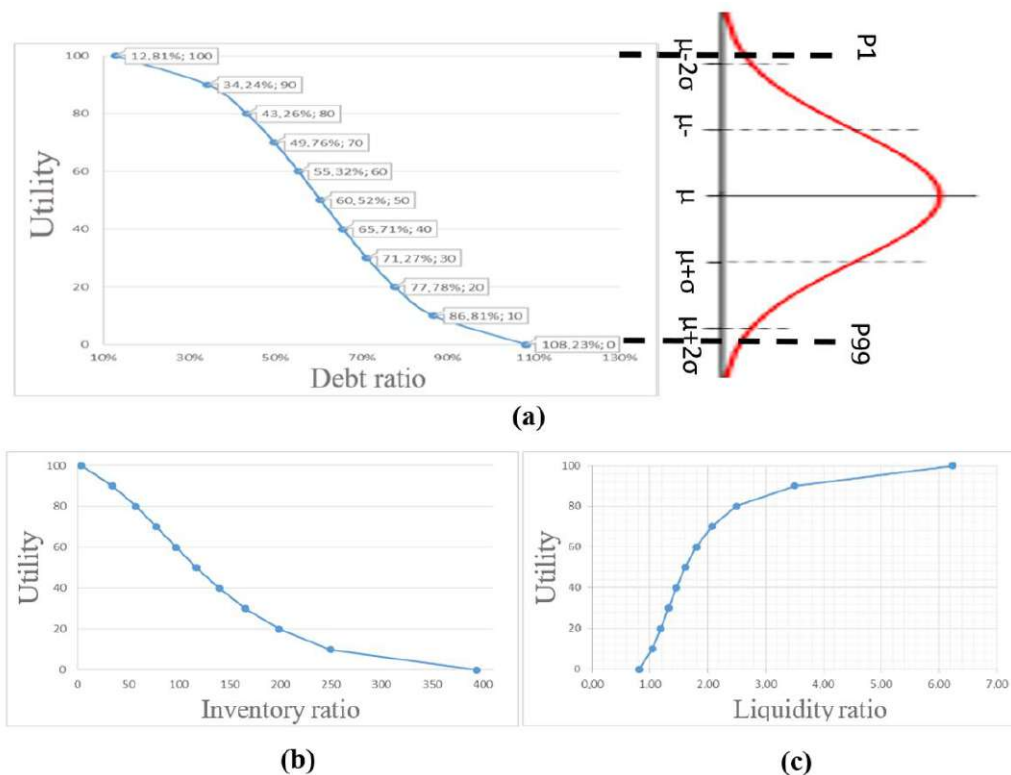 100
80
60
40
20
0
Utility
12,81%; 100
34,24%; 90
43,26%; 80
49,76%; 70
55,32%; 60
60,52%; 50
65,71%; 40
71,27%; 30
77,78%; 20
86,81%; 10
108,23%; 0
10% 30% 50% 70% 90% 110% 130%
Debt ratio
P1
μ-2σ
μ-
μ
μ+σ
μ+2σ
P99
(a)
100
80
60
40
20
0
Utility
0 50 100 150 200 250 300 350 400
Inventory ratio
(b)
100
80
60
40
20
0
Utility
0,00 1.00 2.00 3.00 4.00 5.00 6.00 7.00
Liquidity ratio
(c)